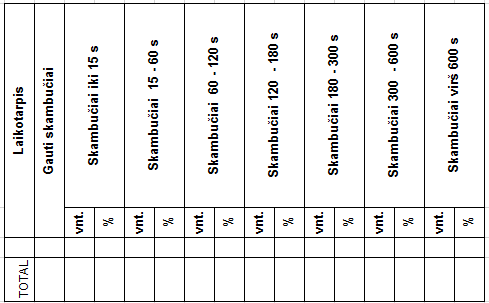 Laikotarpis
Gauti skambučiai
Skambučiai iki 15 s
Skambučiai 15 - 60 s
Skambučiai 60 - 120 s
Skambučiai 120 - 180 s
Skambučiai 180 - 300 s
Skambučiai 300 - 600 s
Skambučiai virš 600 s
vnt.
%
vnt.
%
vnt.
%
vnt.
%
vnt.
%
vnt.
%
vnt.
%
TOTAL